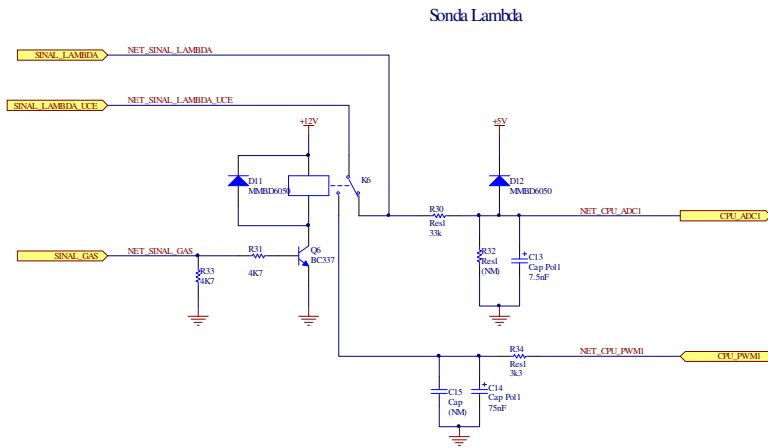 Sonda Lambda
SINAL_LAMBDA
NET_SINAL_LAMBDA
SINAL_LAMBDA_UCE
NET_SINAL_LAMBDA_UCE
+12V
+5V
D11
MMBD6050
K6
D12
MMBD6050
R30
Res1
33k
NET_CPU_ADC1
CPU_ADC1
SINAL_GAS
NET_SINAL_GAS
R31
4K7
Q6
BC337
R33
4K7
R32
Res1
(NM)
C13
Cap Pol1
7.5nF
R34
Res1
3k3
NET_CPU_PWM1
CPU_PWM1
C15
Cap
(NM)
C14
Cap Pol1
75nF